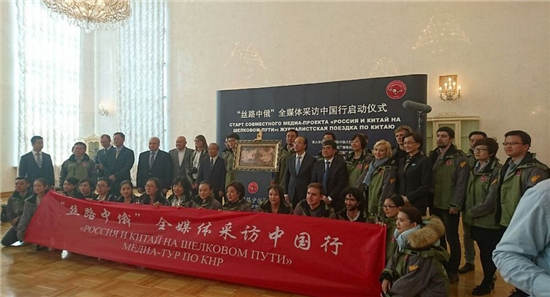 “丝路中俄”全媒体采访中国行启动仪式
СТАРТ СОВМЕСТНОГО МЕДИА-ПРОЕКТА «РОССИЯ И КИТАЙ НА
ШЕЛКОВОМ ПУТИ»: ЖУРНАЛИСТСКАЯ ПОЕЗДКА ПО КИТАЮ
“丝路中俄” 全媒体采访中国行
«РОССИЯ И КИТАЙ НА ШЕЛКОВОМ ПУТИ»
МЕДИА-ТУР ПО КНР